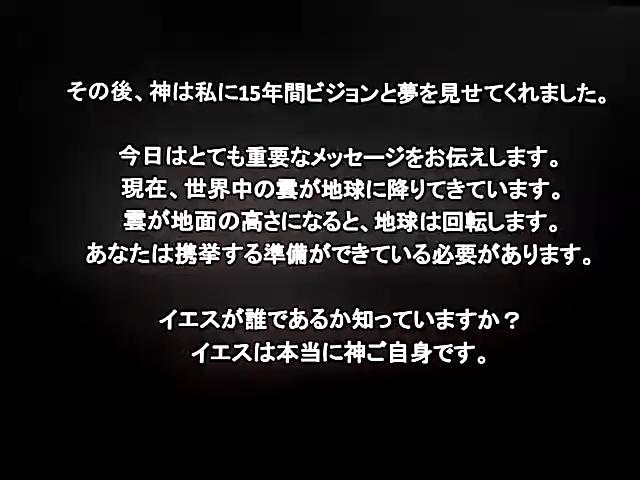 その後、神は私に15年間ビジョンと夢を見せてくれました。
今日はとても重要なメッセージをお伝えします。
現在、世界中の雲が地球に降りてきています。
雲が地面の高さになると、地球は回転します。
あなたは携挙する準備ができている必要があります。
イエスが誰であるか知っていますか？
イエスは本当に神ご自身です。